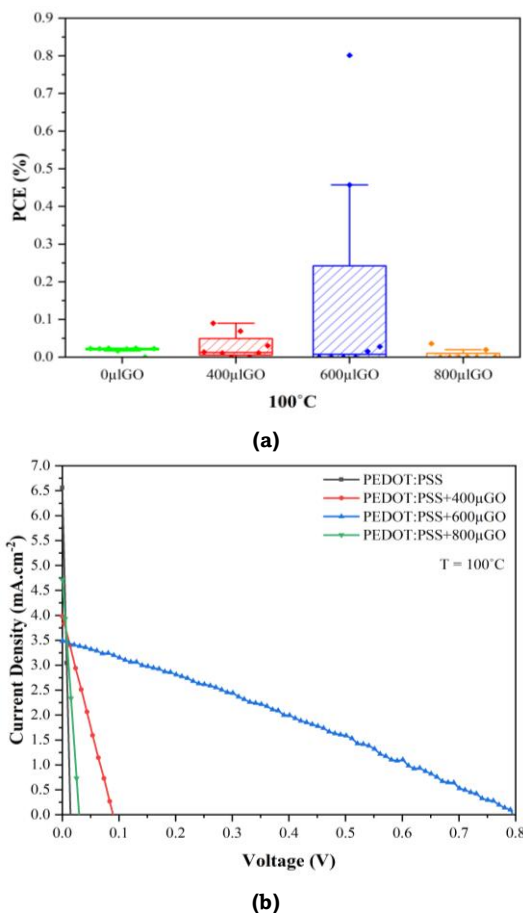 0.9
0.8
0.7
0.6
0.5
0.4
0.3
0.2
0.1
0.0
PCE (%)
0µlGO 400µlGO 600µlGO 800µlGO
100˚C
(a)
7.0
6.5
6.0
5.5
5.0
4.5
4.0
3.5
3.0
2.5
2.0
1.5
1.0
0.5
0.0
Current Density (mA.cm⁻²)
PEDOT:PSS
PEDOT:PSS+400µGO
PEDOT:PSS+600µGO
PEDOT:PSS+800µGO
T = 100˚C
0.0 0.1 0.2 0.3 0.4 0.5 0.6 0.7 0.8
Voltage (V)
(b)